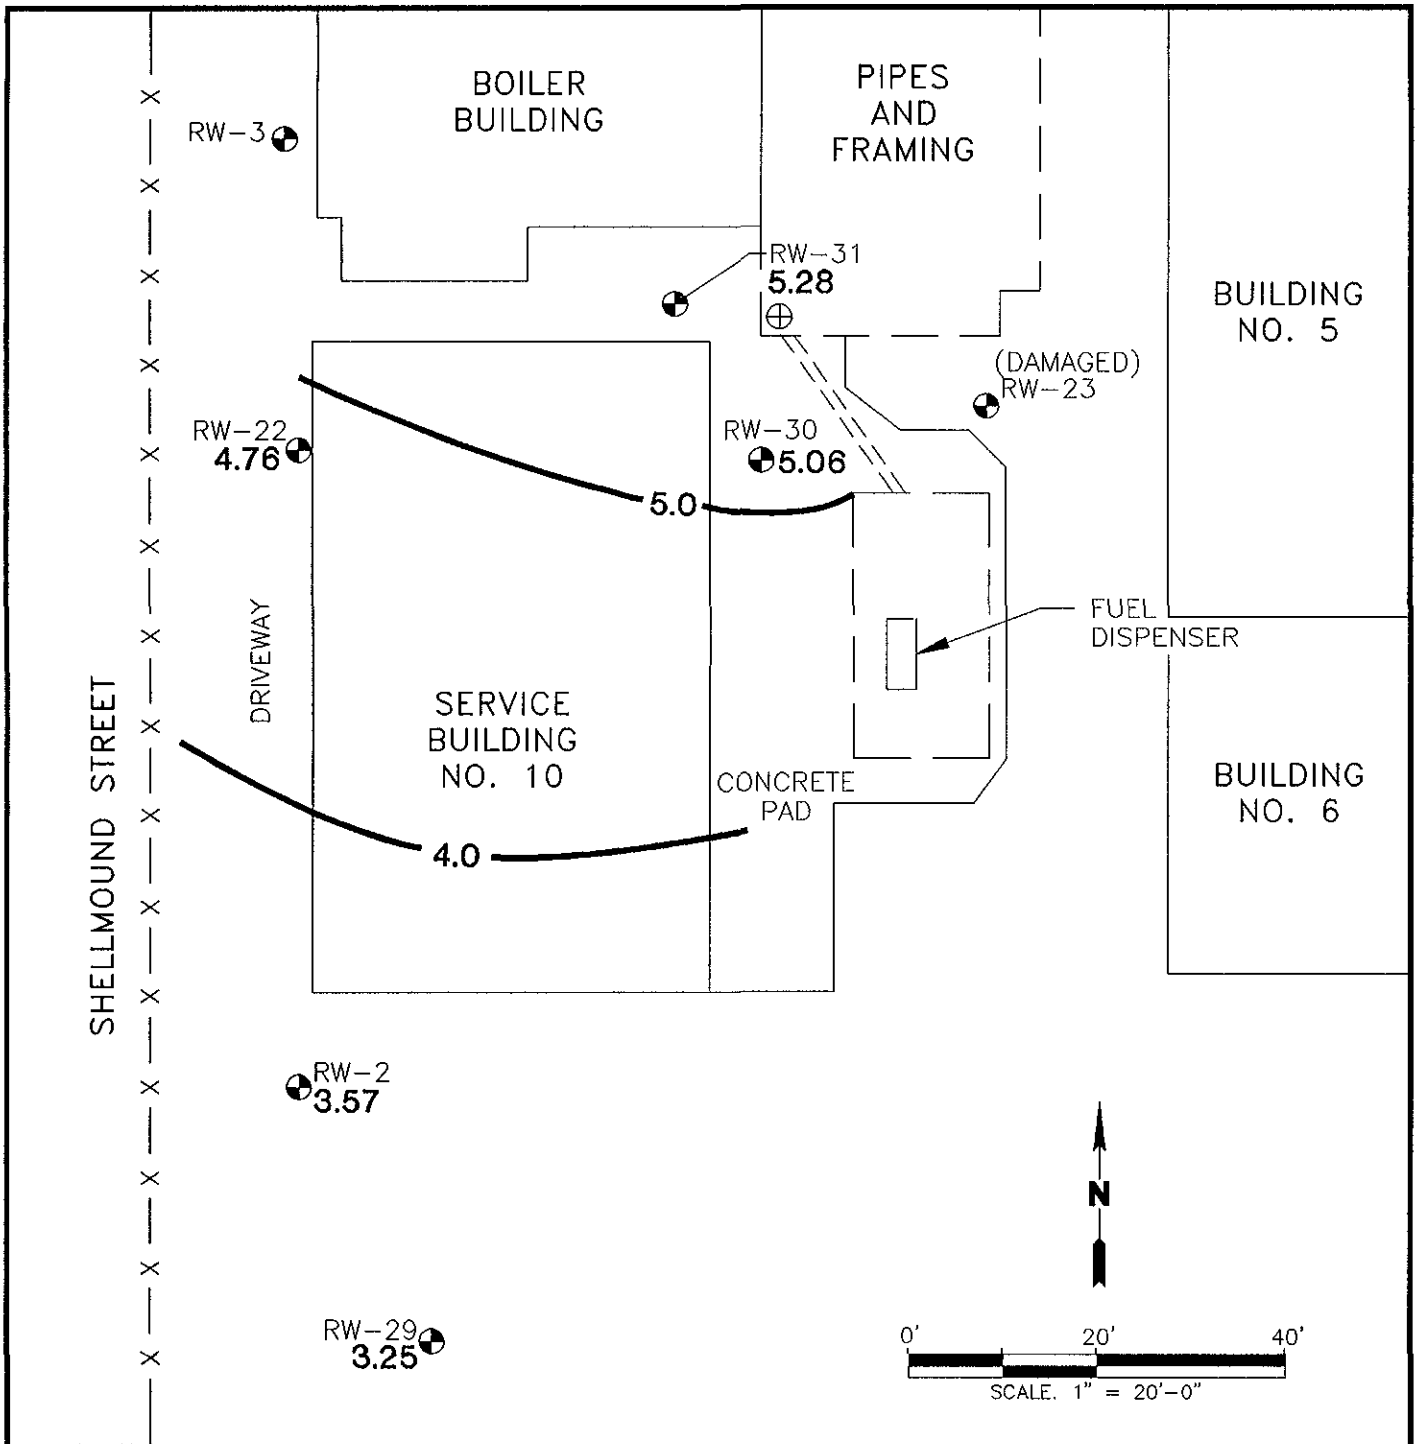 BOILER
BUILDING
PIPES
AND
FRAMING
RW-3
RW-31
5.28
BUILDING
NO. 5
(DAMAGED)
RW-23
RW-22
4.76
RW-30
5.06
5.0
FUEL
DISPENSER
DRIVEWAY
SHELLMOUND STREET
SERVICE
BUILDING
NO. 10
CONCRETE
PAD
BUILDING
NO. 6
4.0
RW-2
3.57
N
RW-29
3.25
0' 20' 40'
SCALE. 1" = 20'-0"